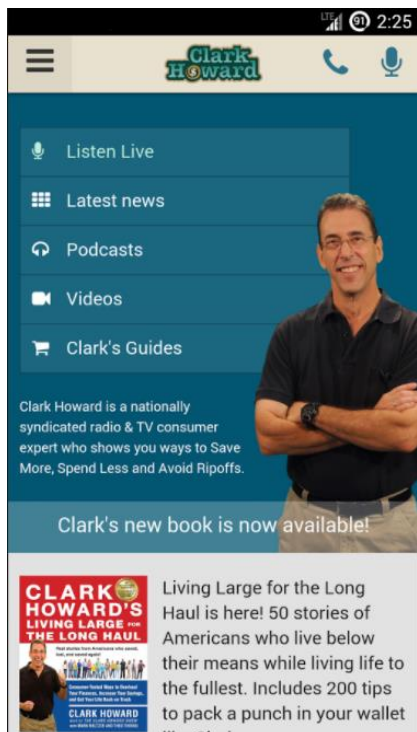 LTE 91 2:25
Clark
Howard
Listen Live
Latest news
Podcasts
Videos
Clark's Guides
Clark Howard is a nationally
syndicated radio & TV consumer
expert who shows you ways to Save
More, Spend Less and Avoid Ripoffs.
Clark's new book is now available!
CLARK
HOWARD'S
LIVING LARGE FOR
THE LONG HAUL
CLARK HOWARD
Living Large for the Long
Haul is here! 50 stories of
Americans who live below
their means while living life to
the fullest. Includes 200 tips
to pack a punch in your wallet